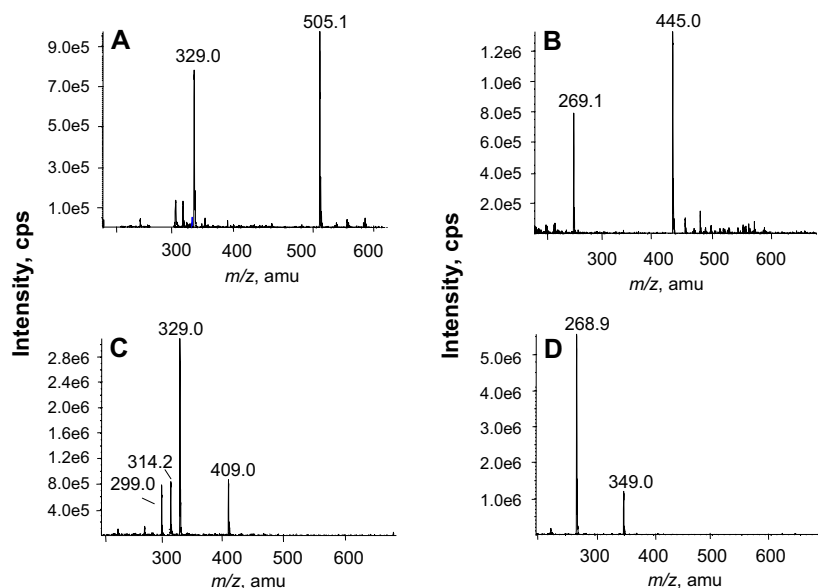 A
505.1
329.0
9.0e5
7.0e5
5.0e5
3.0e5
1.0e5
300 400 500 600
m/z, amu
B
445.0
269.1
1.2e6
1.0e6
8.0e5
6.0e5
4.0e5
2.0e5
300 400 500 600
m/z, amu
Intensity, cps
Intensity, cps
C
329.0
314.2
299.0
409.0
2.8e6
2.4e6
2.0e6
1.6e6
1.2e6
8.0e5
4.0e5
300 400 500 600
m/z, amu
D
268.9
349.0
5.0e6
4.0e6
3.0e6
2.0e6
1.0e6
300 400 500 600
m/z, amu